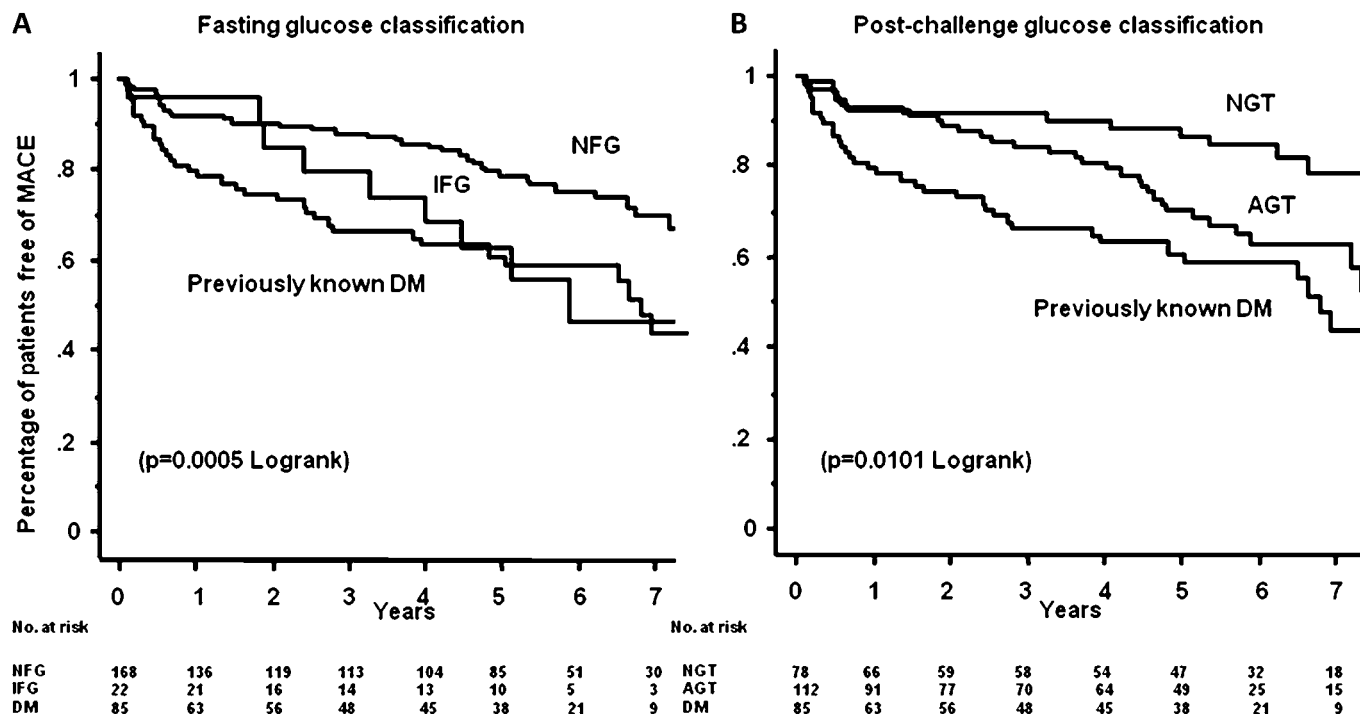 A Fasting glucose classification
Percentage of patients free of MACE
1
.8
.6
.4
.2
0
NFG
IFG
Previously known DM
(p=0.0005 Logrank)
0 1 2 3 4 5 6 7
Years
No. at risk
NFG 168 136 119 113 104 85 51 30
IFG 22 21 16 14 13 10 5 3
DM 85 63 56 48 45 38 21 9
B Post-challenge glucose classification
1
.8
.6
.4
.2
0
NGT
AGT
Previously known DM
(p=0.0101 Logrank)
0 1 2 3 4 5 6 7
Years
No. at risk
NGT 78 66 59 58 54 47 32 18
AGT 112 91 77 70 64 49 25 15
DM 85 63 56 48 45 38 21 9